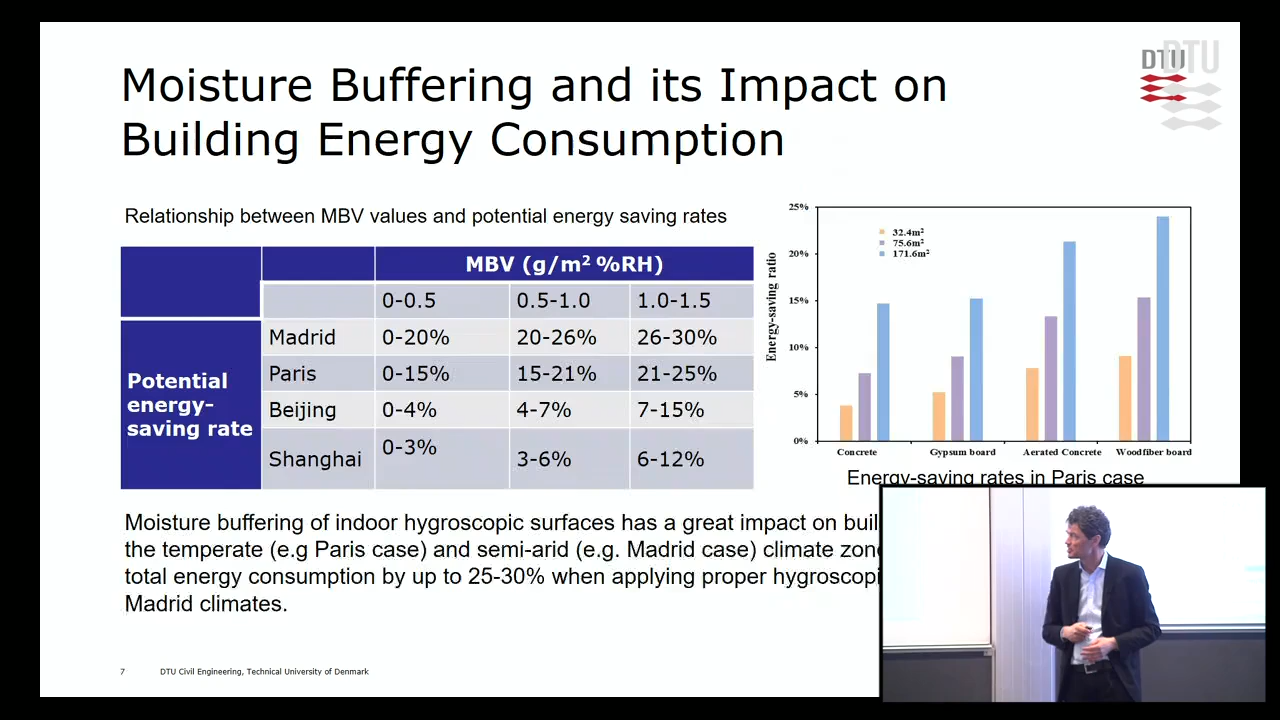 DTU
DTU
Moisture Buffering and its Impact on
Building Energy Consumption
Relationship between MBV values and potential energy saving rates
MBV (g/m² %RH)
0-0.5 0.5-1.0 1.0-1.5
Potential
energy-
saving rate
Madrid 0-20% 20-26% 26-30%
Paris 0-15% 15-21% 21-25%
Beijing 0-4% 4-7% 7-15%
Shanghai 0-3% 3-6% 6-12%
25%
20%
15%
10%
5%
0%
Energy-saving ratio
32.4m²
75.6m²
171.6m²
Concrete Gypsum board Aerated Concrete Woodfiber board
Energy-saving rates in Paris case
Moisture buffering of indoor hygroscopic surfaces has a great impact on
the temperate (e.g Paris case) and semi-arid (e.g. Madrid case) climate
total energy consumption by up to 25-30% when applying proper
Madrid climates.
7 DTU Civil Engineering, Technical University of Denmark